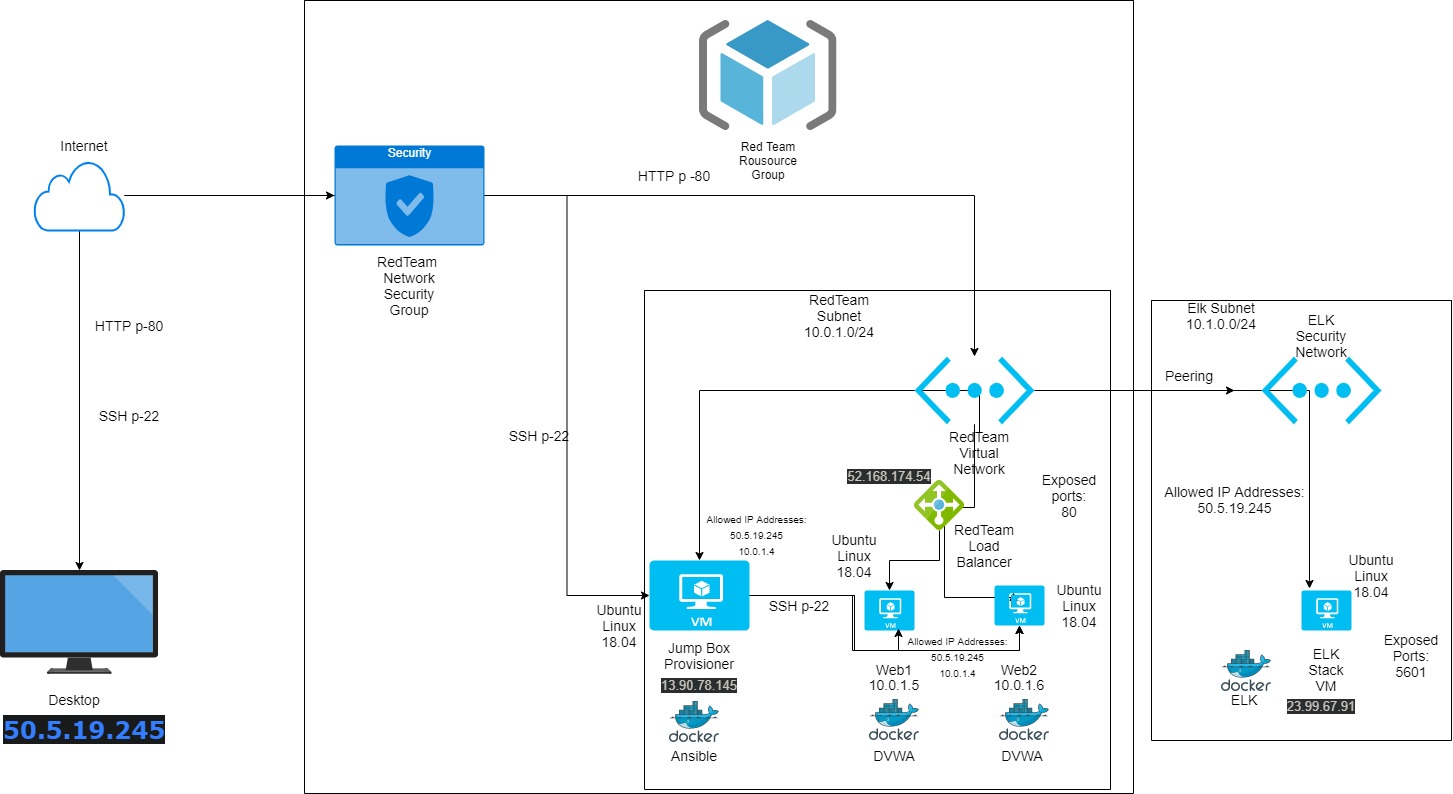 Red Team
Rousource
Group
Internet
HTTP p-80
SSH p-22
Desktop
50.5.19.245
Security
RedTeam
Network
Security
Group
HTTP p -80
SSH p-22
RedTeam
Subnet
10.0.1.0/24
RedTeam
Virtual
Network
52.168.174.54
RedTeam
Load
Balancer
Exposed
ports:
80
Allowed IP Addresses:
50.5.19.245
10.0.1.4
Ubuntu
Linux
18.04
VM
Jump Box
Provisioner
13.90.78.145
docker
Ansible
SSH p-22
Ubuntu
Linux
18.04
VM
Web1
10.0.1.5
docker
DVWA
Allowed IP Addresses:
50.5.19.245
10.0.1.4
Ubuntu
Linux
18.04
VM
Web2
10.0.1.6
docker
DVWA
Peering
Elk Subnet
10.1.0.0/24
ELK
Security
Network
Allowed IP Addresses:
50.5.19.245
Ubuntu
Linux
18.04
VM
ELK
Stack
VM
23.99.67.91
docker
ELK
Exposed
Ports:
5601